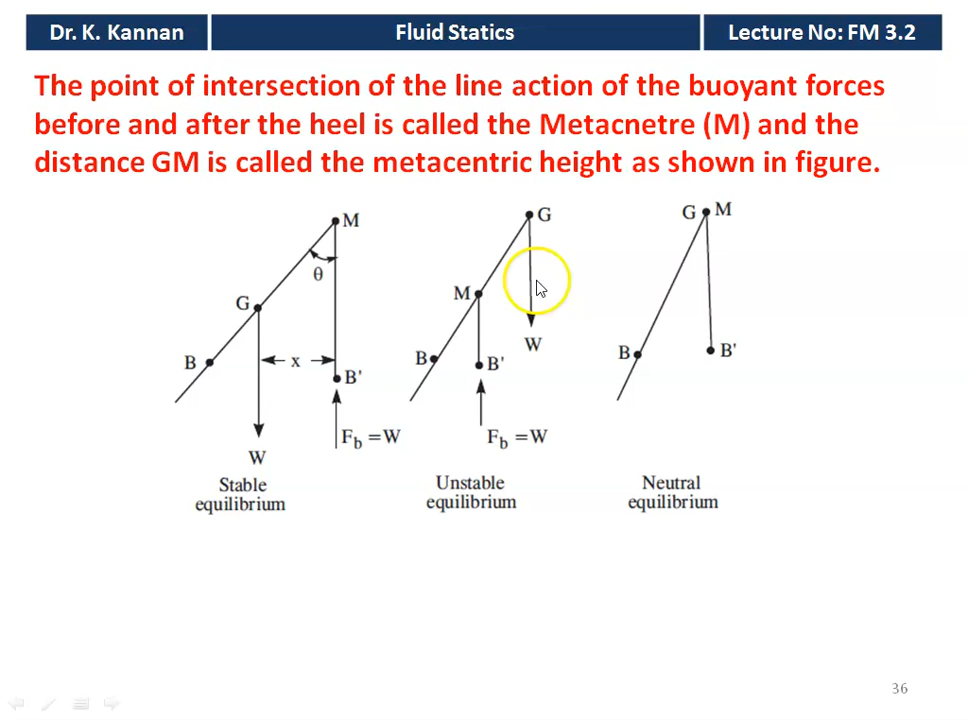 Dr. K. Kannan
Fluid Statics
Lecture No: FM 3.2
The point of intersection of the line action of the buoyant forces
before and after the heel is called the Metacnetre (M) and the
distance GM is called the metacentric height as shown in figure.
M
θ
G
B
x
B'
W
F_b = W
Stable
equilibrium
G
M
B
B'
W
F_b = W
Unstable
equilibrium
G M
B
B'
Neutral
equilibrium
36